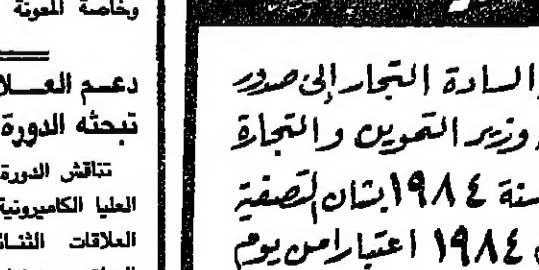 السادة التجار إلى صدور
وزير التموين والتجارة
سنة ١٩٨٤ بشأن لتصفية
١٩٨٤ اعتبارا من يوم
وخاصة المعونة
دعم العلا
تبحثه الدورة
تناقش الدورة
العليا الكاميرونية
العلاقات الثنا